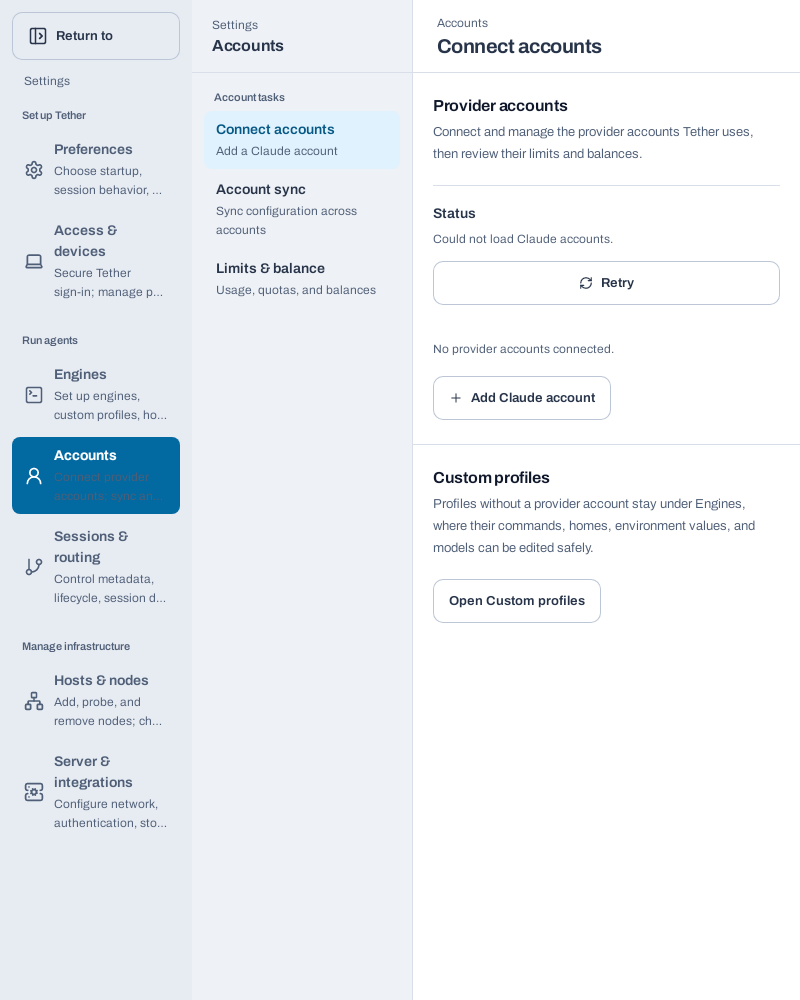 Return to
Settings
Set up Tether
Preferences
Choose startup,
session behavior, ...
Access &
devices
Secure Tether
sign-in; manage p...
Run agents
Engines
Set up engines,
custom profiles, ho...
Accounts
Connect provider
accounts; sync an...
Sessions &
routing
Control metadata,
lifecycle, session d...
Manage infrastructure
Hosts & nodes
Add, probe, and
remove nodes; ch...
Server &
integrations
Configure network,
authentication, sto...
Settings
Accounts
Account tasks
Connect accounts
Add a Claude account
Account sync
Sync configuration across
accounts
Limits & balance
Usage, quotas, and balances
Accounts
Connect accounts
Provider accounts
Connect and manage the provider accounts Tether uses,
then review their limits and balances.
Status
Could not load Claude accounts.
Retry
No provider accounts connected.
Add Claude account
Custom profiles
Profiles without a provider account stay under Engines,
where their commands, homes, environment values, and
models can be edited safely.
Open Custom profiles